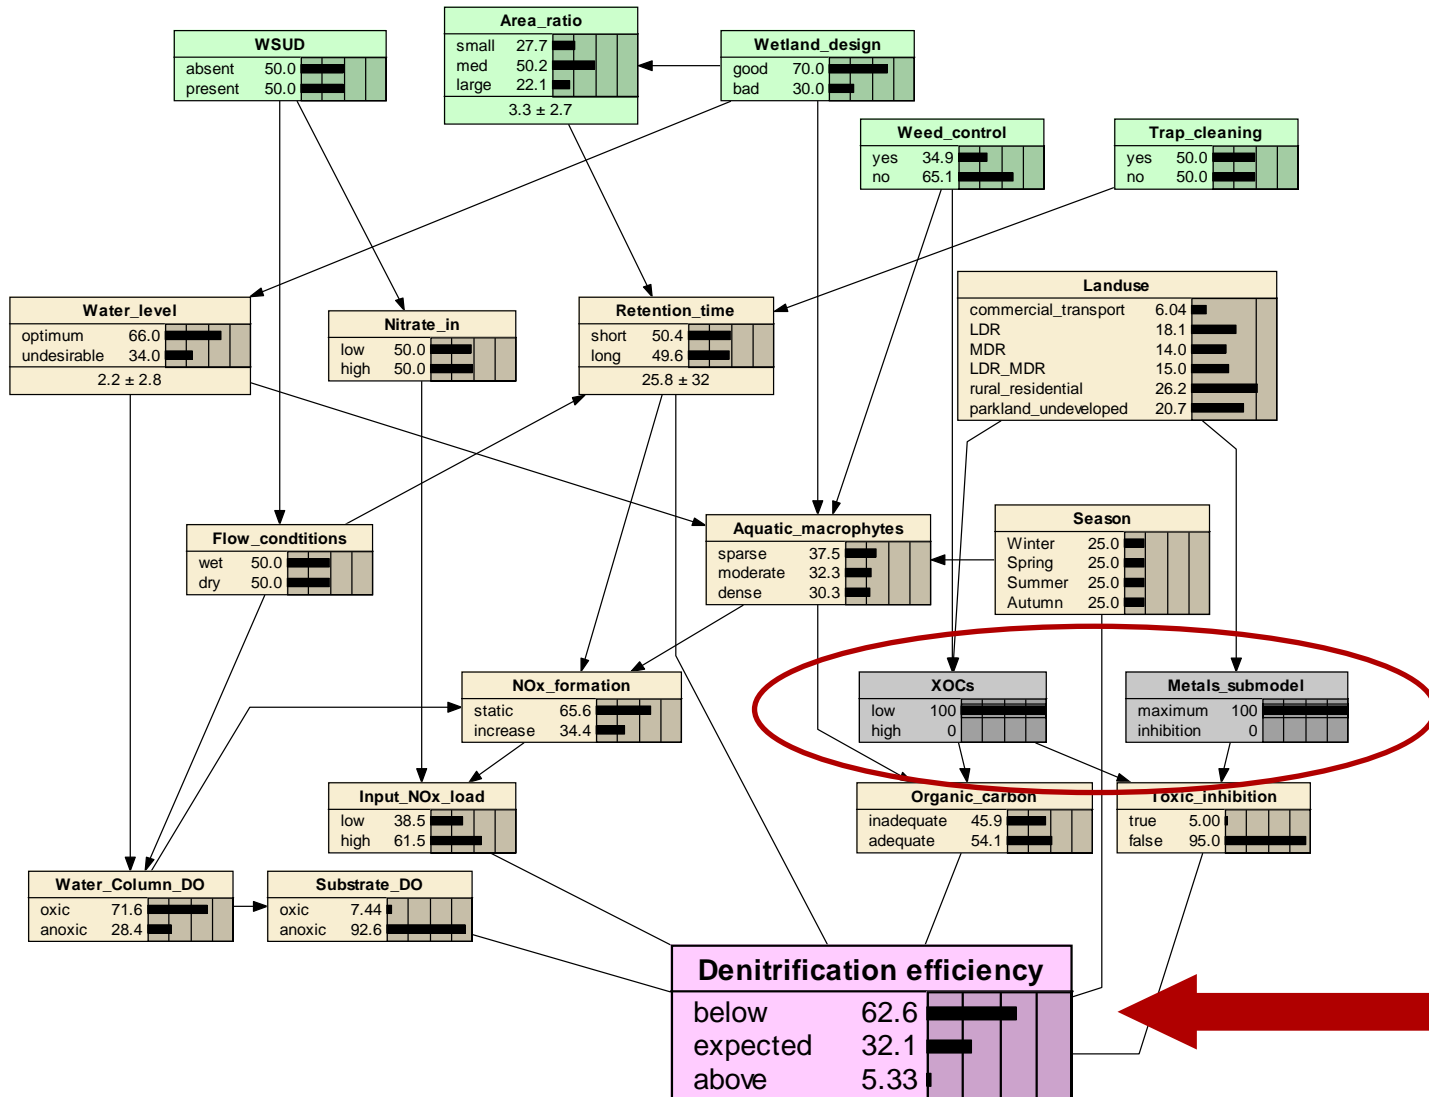 Area_ratio
small 27.7
med 50.2
large 22.1
3.3 ± 2.7
WSUD
absent 50.0
present 50.0
Wetland_design
good 70.0
bad 30.0
Weed_control
yes 34.9
no 65.1
Trap_cleaning
yes 50.0
no 50.0
Water_level
optimum 66.0
undesirable 34.0
2.2 ± 2.8
Nitrate_in
low 50.0
high 50.0
Retention_time
short 50.4
long 49.6
25.8 ± 32
Landuse
commercial_transport 6.04
LDR 18.1
MDR 14.0
LDR_MDR 15.0
rural_residential 26.2
parkland_undeveloped 20.7
Flow_condtitions
wet 50.0
dry 50.0
Aquatic_macrophytes
sparse 37.5
moderate 32.3
dense 30.3
Season
Winter 25.0
Spring 25.0
Summer 25.0
Autumn 25.0
NOx_formation
static 65.6
increase 34.4
XOCs
low 100
high 0
Metals_submodel
maximum 100
inhibition 0
Input_NOx_load
low 38.5
high 61.5
Organic_carbon
inadequate 45.9
adequate 54.1
Toxic_inhibition
true 5.00
false 95.0
Water_Column_DO
oxic 71.6
anoxic 28.4
Substrate_DO
oxic 7.44
anoxic 92.6
Denitrification efficiency
below 62.6
expected 32.1
above 5.33